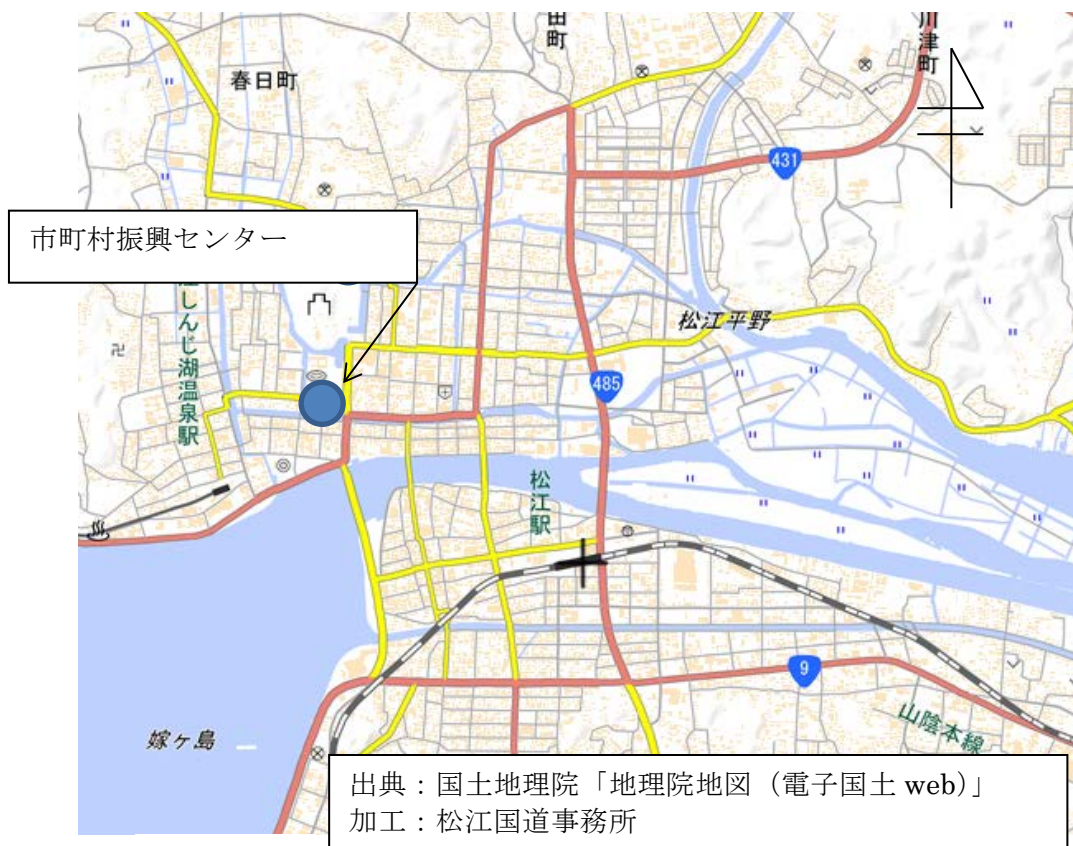 田町
川津町
春日町
431
市町村振興センター
しんじ湖温泉駅
松江平野
485
松江駅
9
山陰本線
嫁ヶ島
出典：国土地理院「地理院地図（電子国土 web）」
加工：松江国道事務所